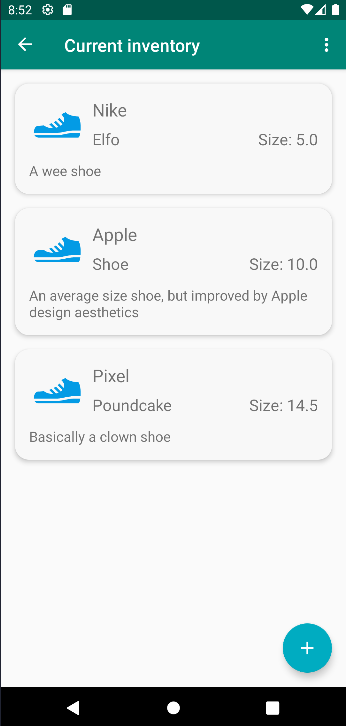 8:52
Current inventory
Nike
Elfo Size: 5.0
A wee shoe
Apple
Shoe Size: 10.0
An average size shoe, but improved by Apple
design aesthetics
Pixel
Poundcake Size: 14.5
Basically a clown shoe